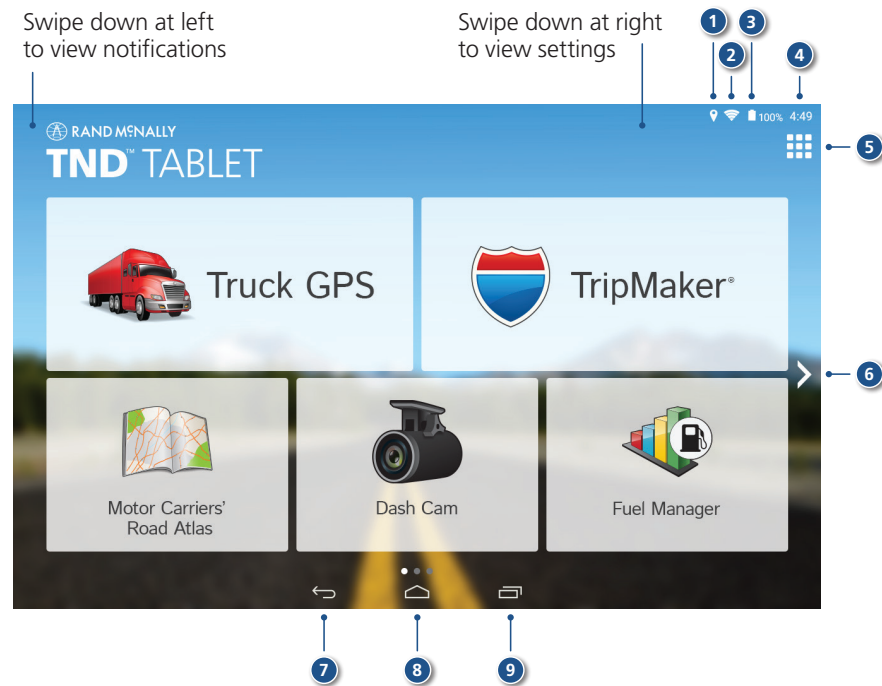 Swipe down at left
to view notifications
Swipe down at right
to view settings
1
2
3
4
100% 4:49
RAND MCNALLY
TND™ TABLET
5
Truck GPS
TripMaker®
6
Motor Carriers'
Road Atlas
Dash Cam
Fuel Manager
7
8
9